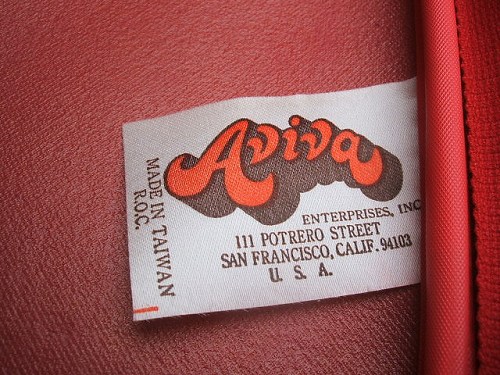 Aviva
ENTERPRISES, INC
111 POTRERO STREET
SAN FRANCISCO, CALIF. 94103
U. S. A.
MADE IN TAIWAN
R.O.C.